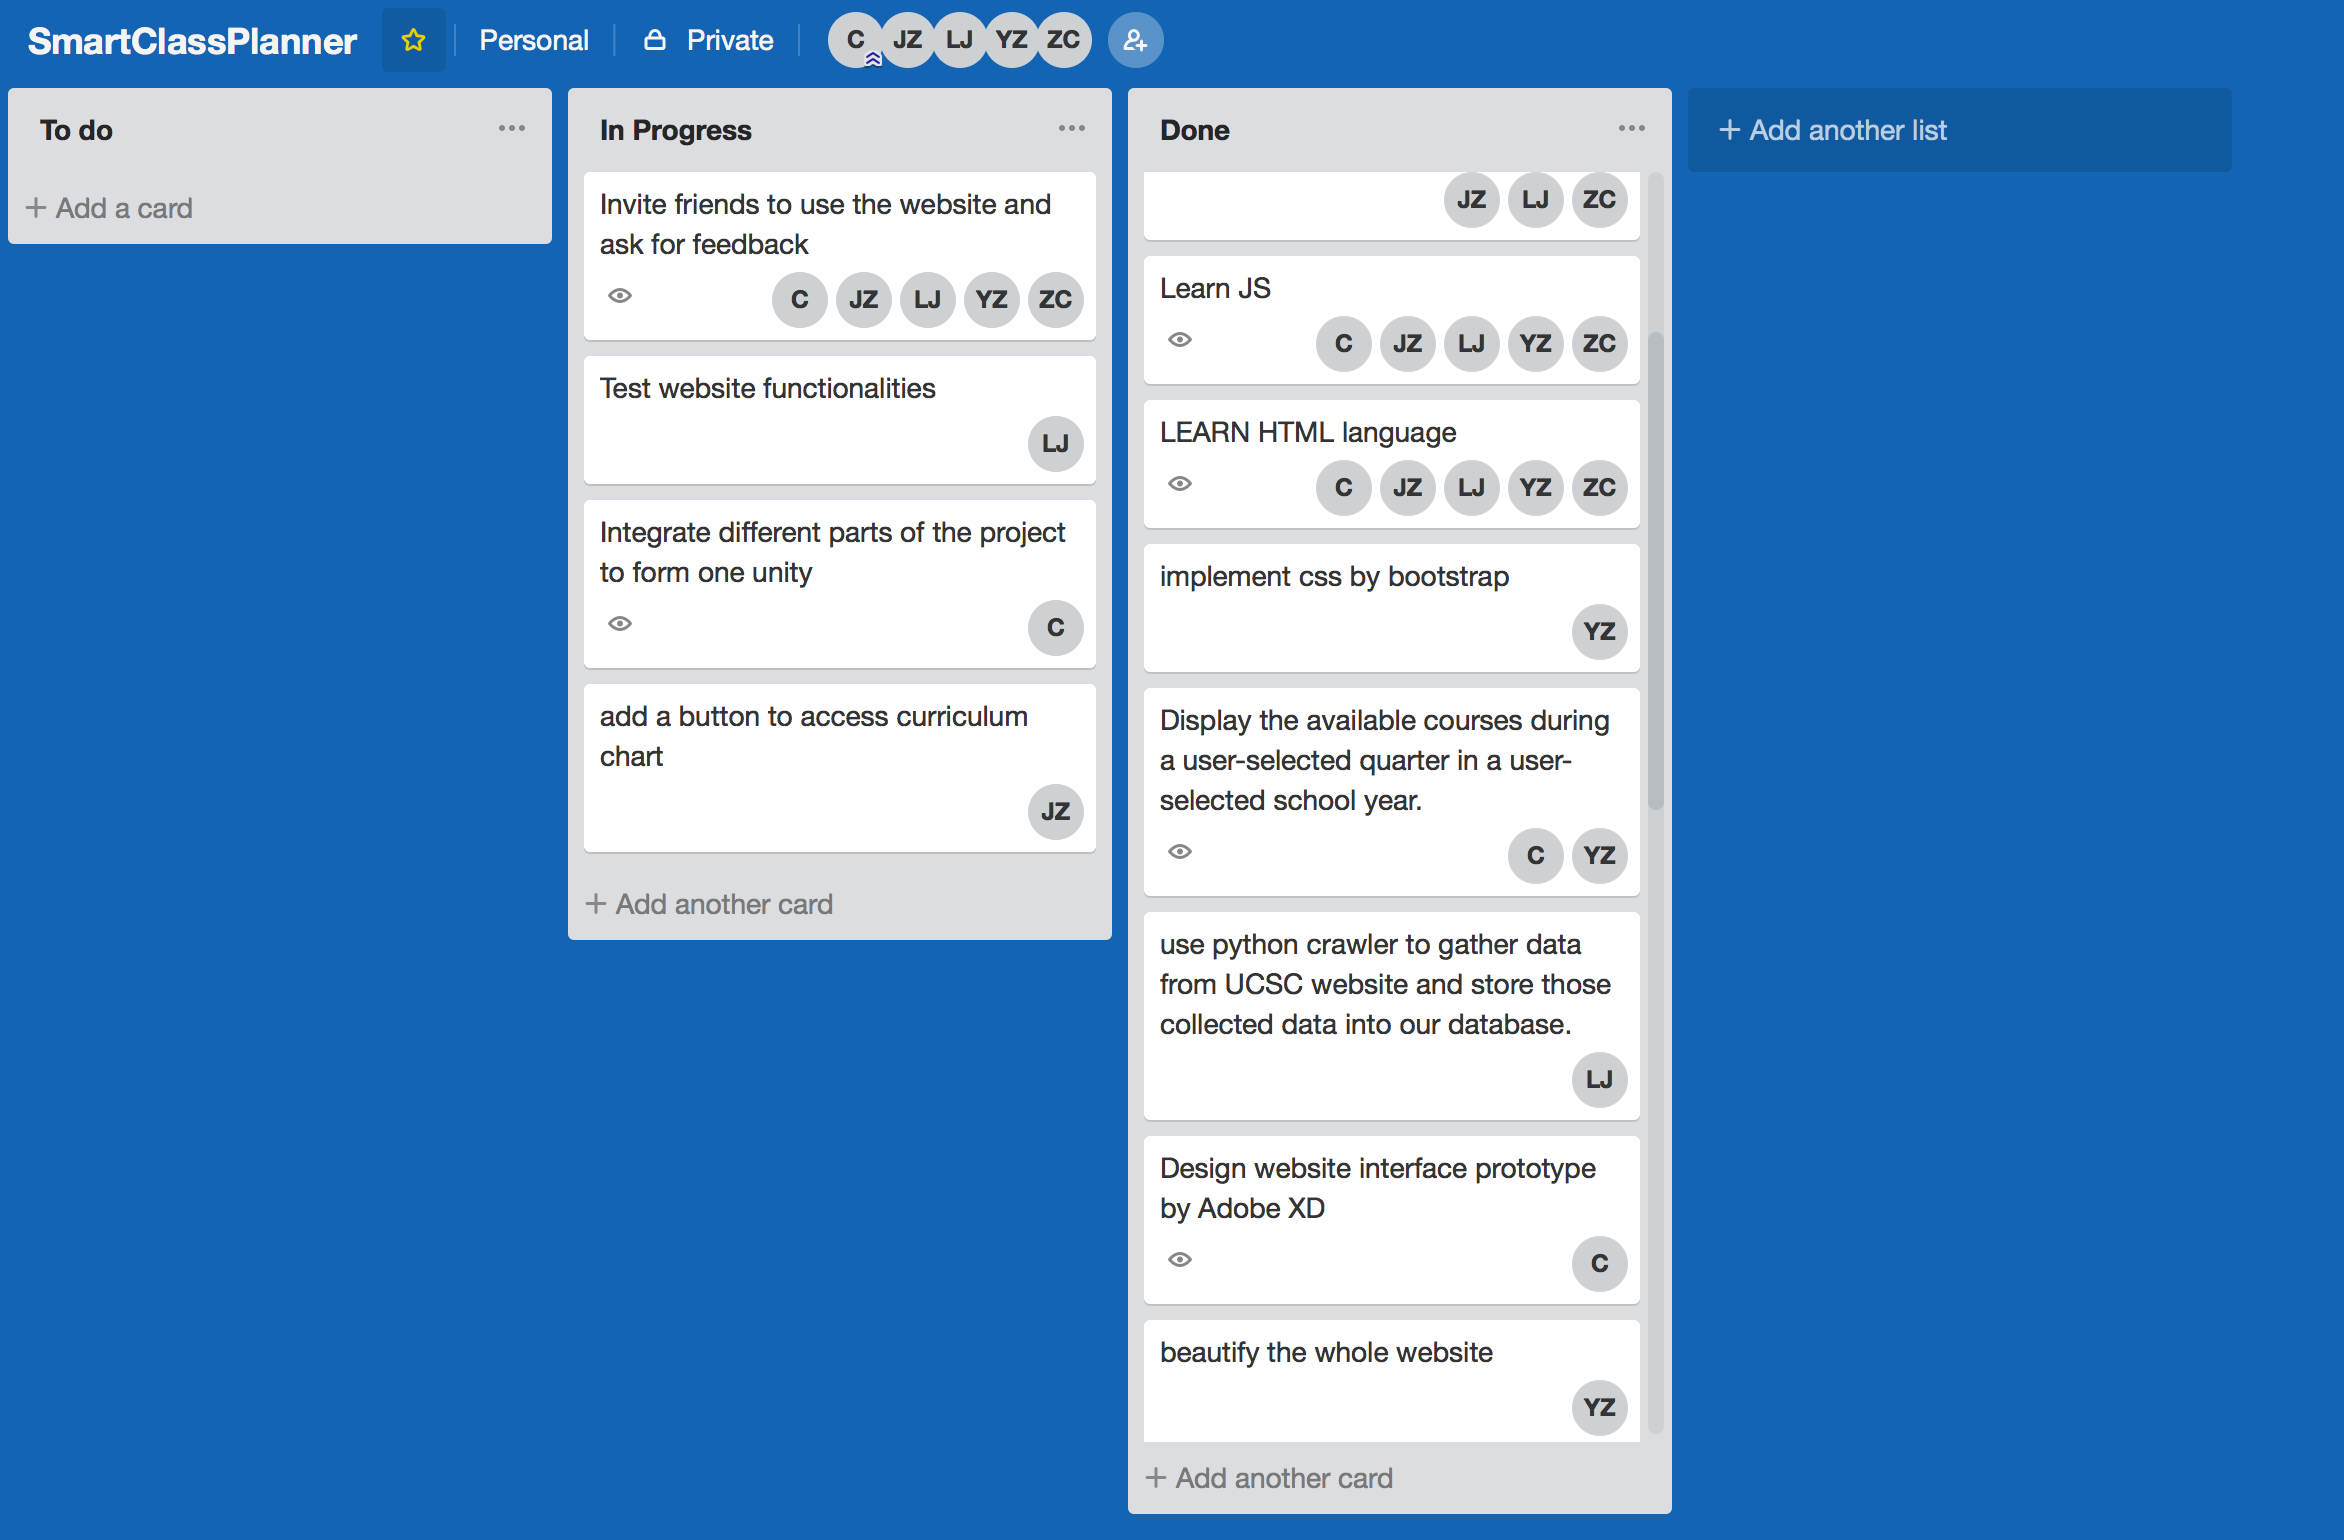 SmartClassPlanner Personal Private C JZ LJ YZ ZC
To do
+ Add a card
In Progress
Invite friends to use the website and
ask for feedback
C JZ LJ YZ ZC
Test website functionalities
LJ
Integrate different parts of the project
to form one unity
C
add a button to access curriculum
chart
JZ
+ Add another card
Done
JZ LJ ZC
Learn JS
C JZ LJ YZ ZC
LEARN HTML language
C JZ LJ YZ ZC
implement css by bootstrap
YZ
Display the available courses during
a user-selected quarter in a user-
selected school year.
C YZ
use python crawler to gather data
from UCSC website and store those
collected data into our database.
LJ
Design website interface prototype
by Adobe XD
C
beautify the whole website
YZ
+ Add another card
+ Add another list